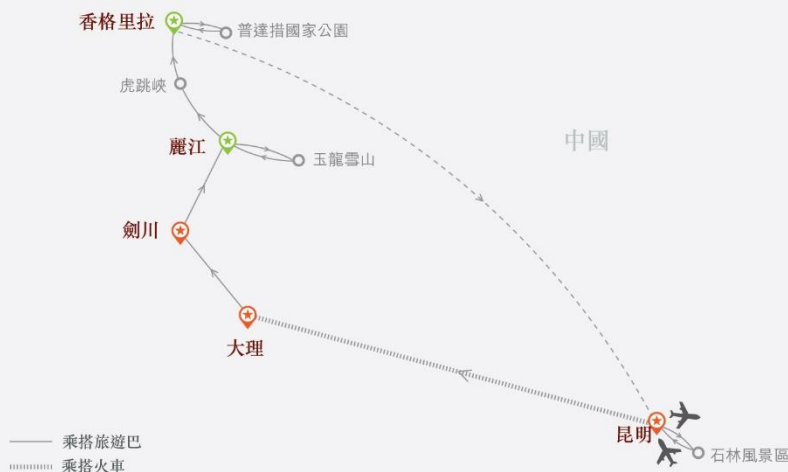 香格里拉
普達措國家公園
虎跳峽
中國
麗江
玉龍雪山
劍川
大理
昆明
石林風景區
乘搭旅遊巴
乘搭火車